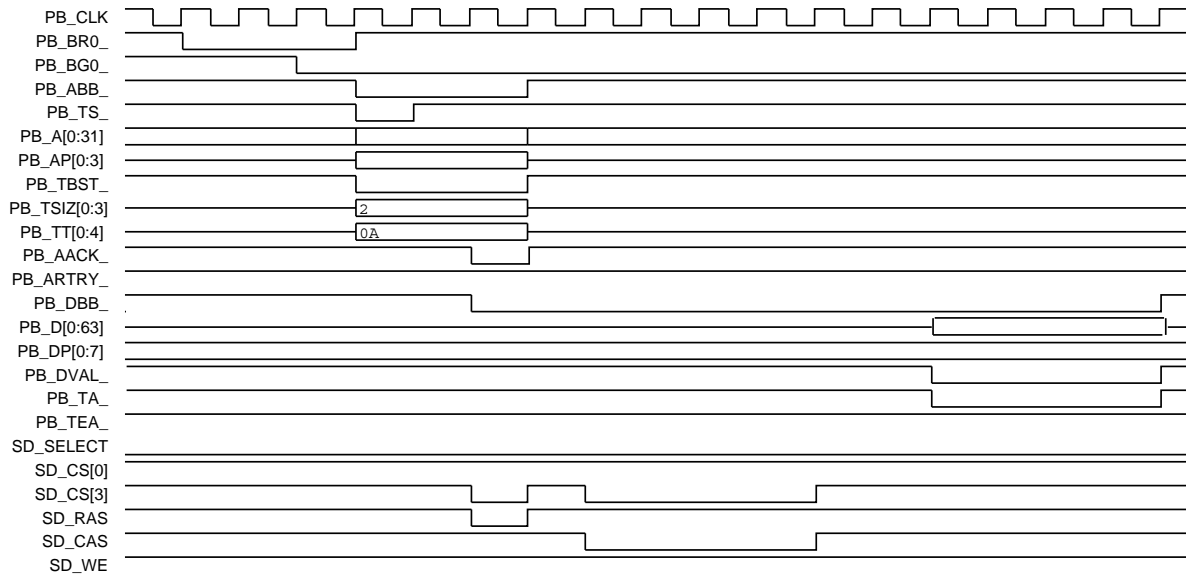 PB_CLK
PB_BR0_
PB_BG0_
PB_ABB_
PB_TS_
PB_A[0:31]
PB_AP[0:3]
PB_TBST_
PB_TSIZ[0:3] 2
PB_TT[0:4] 0A
PB_AACK_
PB_ARTRY_
PB_DBB_
PB_D[0:63]
PB_DP[0:7]
PB_DVAL_
PB_TA_
PB_TEA_
SD_SELECT
SD_CS[0]
SD_CS[3]
SD_RAS
SD_CAS
SD_WE